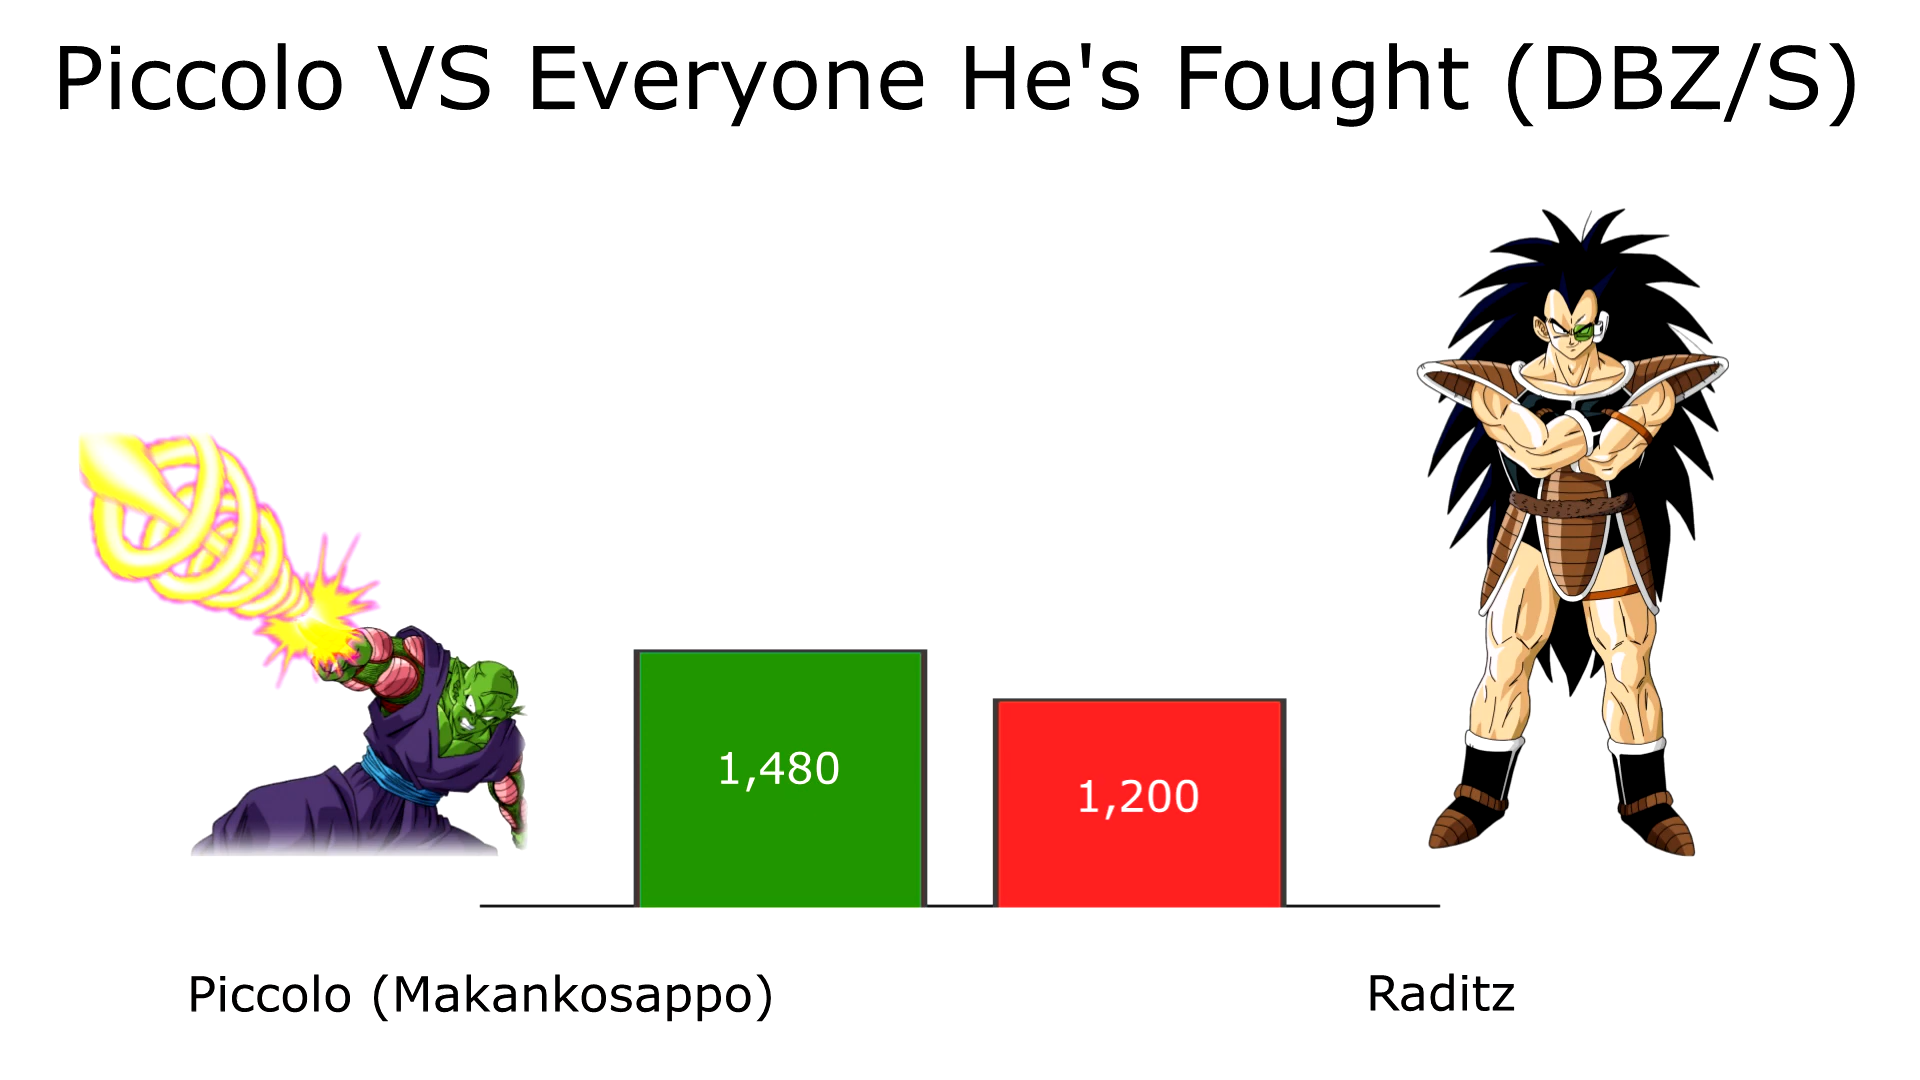 Piccolo VS Everyone He's Fought (DBZ/S)
1,480
1,200
Piccolo (Makankosappo)
Raditz